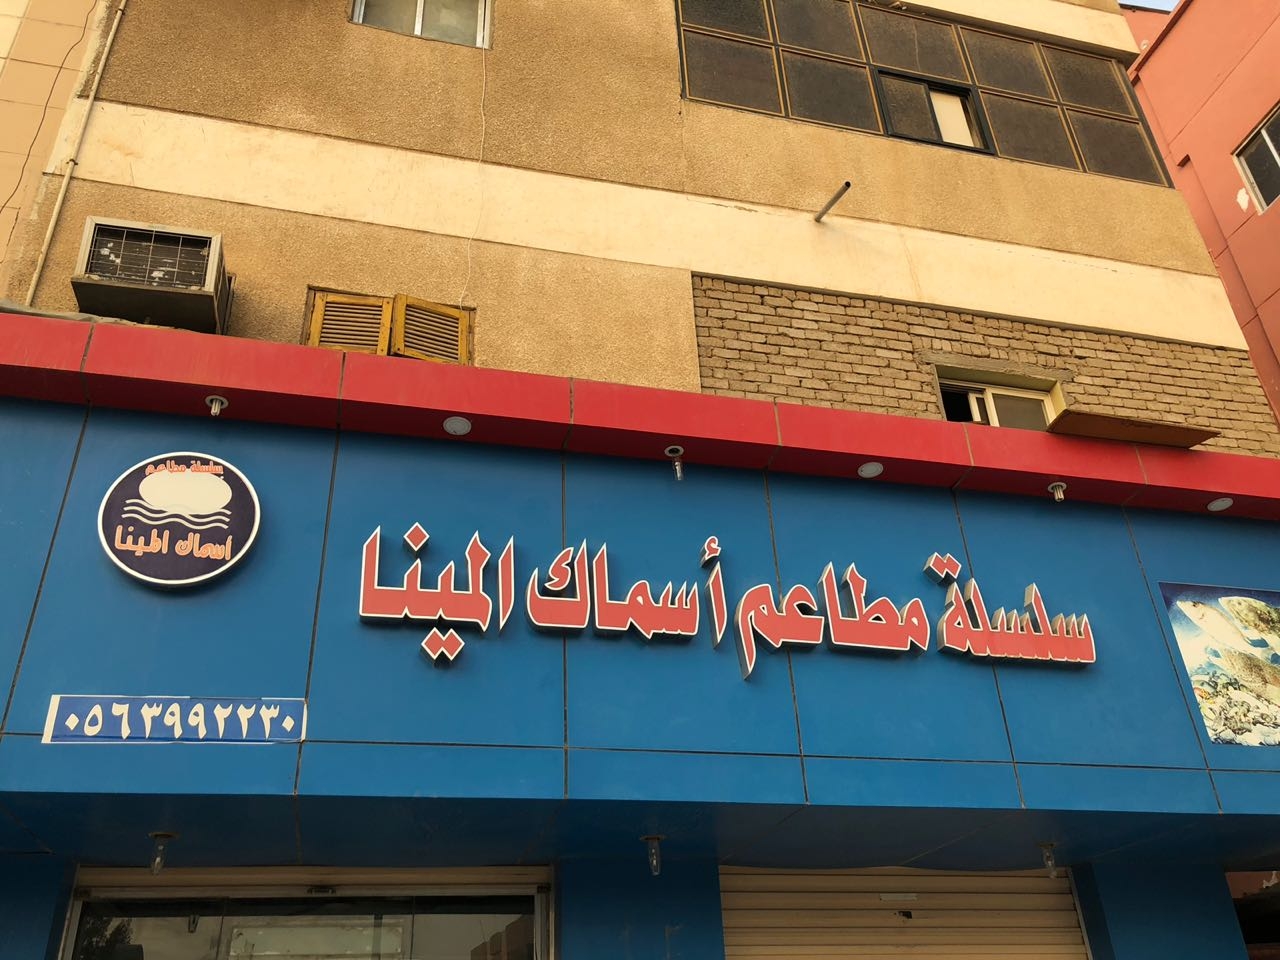 سلسلة مطاعم
أسماك المينا
سلسلة مطاعم أسماك المينا
٠٥٦٣٩٩٢٢٣٠